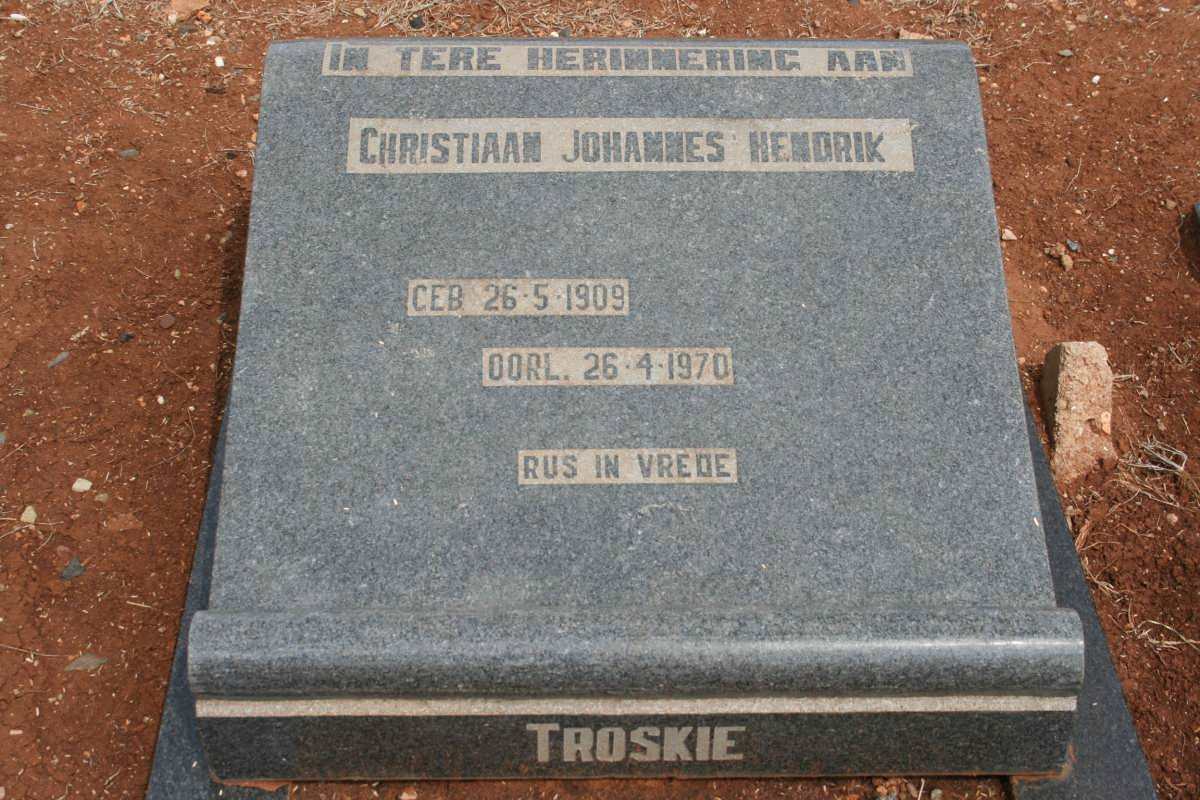 IN TERE HERINNERING AAN
CHRISTIAAN JOHANNES HENDRIK
GEB 26·5·1909
OORL. 26·4·1970
RUS IN VREDE
TROSKIE